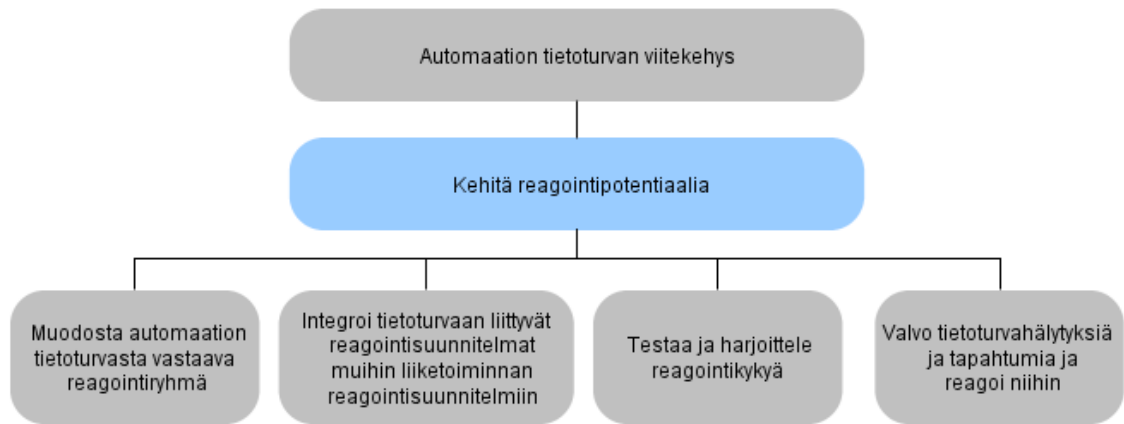 Automaation tietoturvan viitekehys
Kehitä reagointipotentiaalia
Muodosta automaation
tietoturvasta vastaava
reagointiryhmä
Integroi tietoturvaan liittyvät
reagointisuunnitelmat
muihin liiketoiminnan
reagointisuunnitelmiin
Testaa ja harjoittele
reagointikykyä
Valvo tietoturvahälytyksiä
ja tapahtumia ja
reagoi niihin